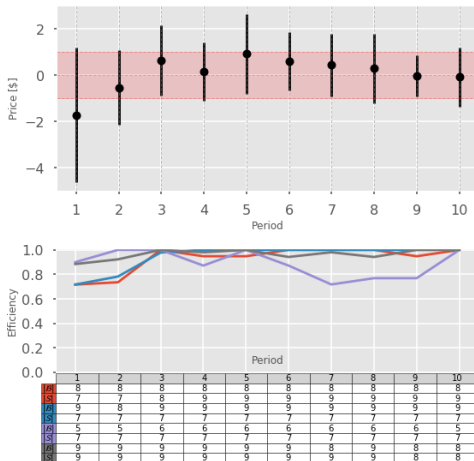 2
0
−2
−4
Price [$]
1 2 3 4 5 6 7 8 9 10
Period
1.0
0.8
0.6
0.4
0.2
0.0
Efficiency
Period
1 2 3 4 5 6 7 8 9 10
|B| 8 8 8 8 8 8 8 8 8 8
|S| 7 7 8 9 9 9 9 9 9 9
|B| 9 8 9 9 9 9 9 9 9 9
|S| 7 7 7 7 7 7 7 7 7 7
|B| 5 5 6 6 6 6 6 6 6 5
|S| 7 7 7 7 7 7 7 7 7 7
|B| 9 9 9 9 9 9 8 9 8 8
|S| 9 9 9 9 9 9 9 9 8 8